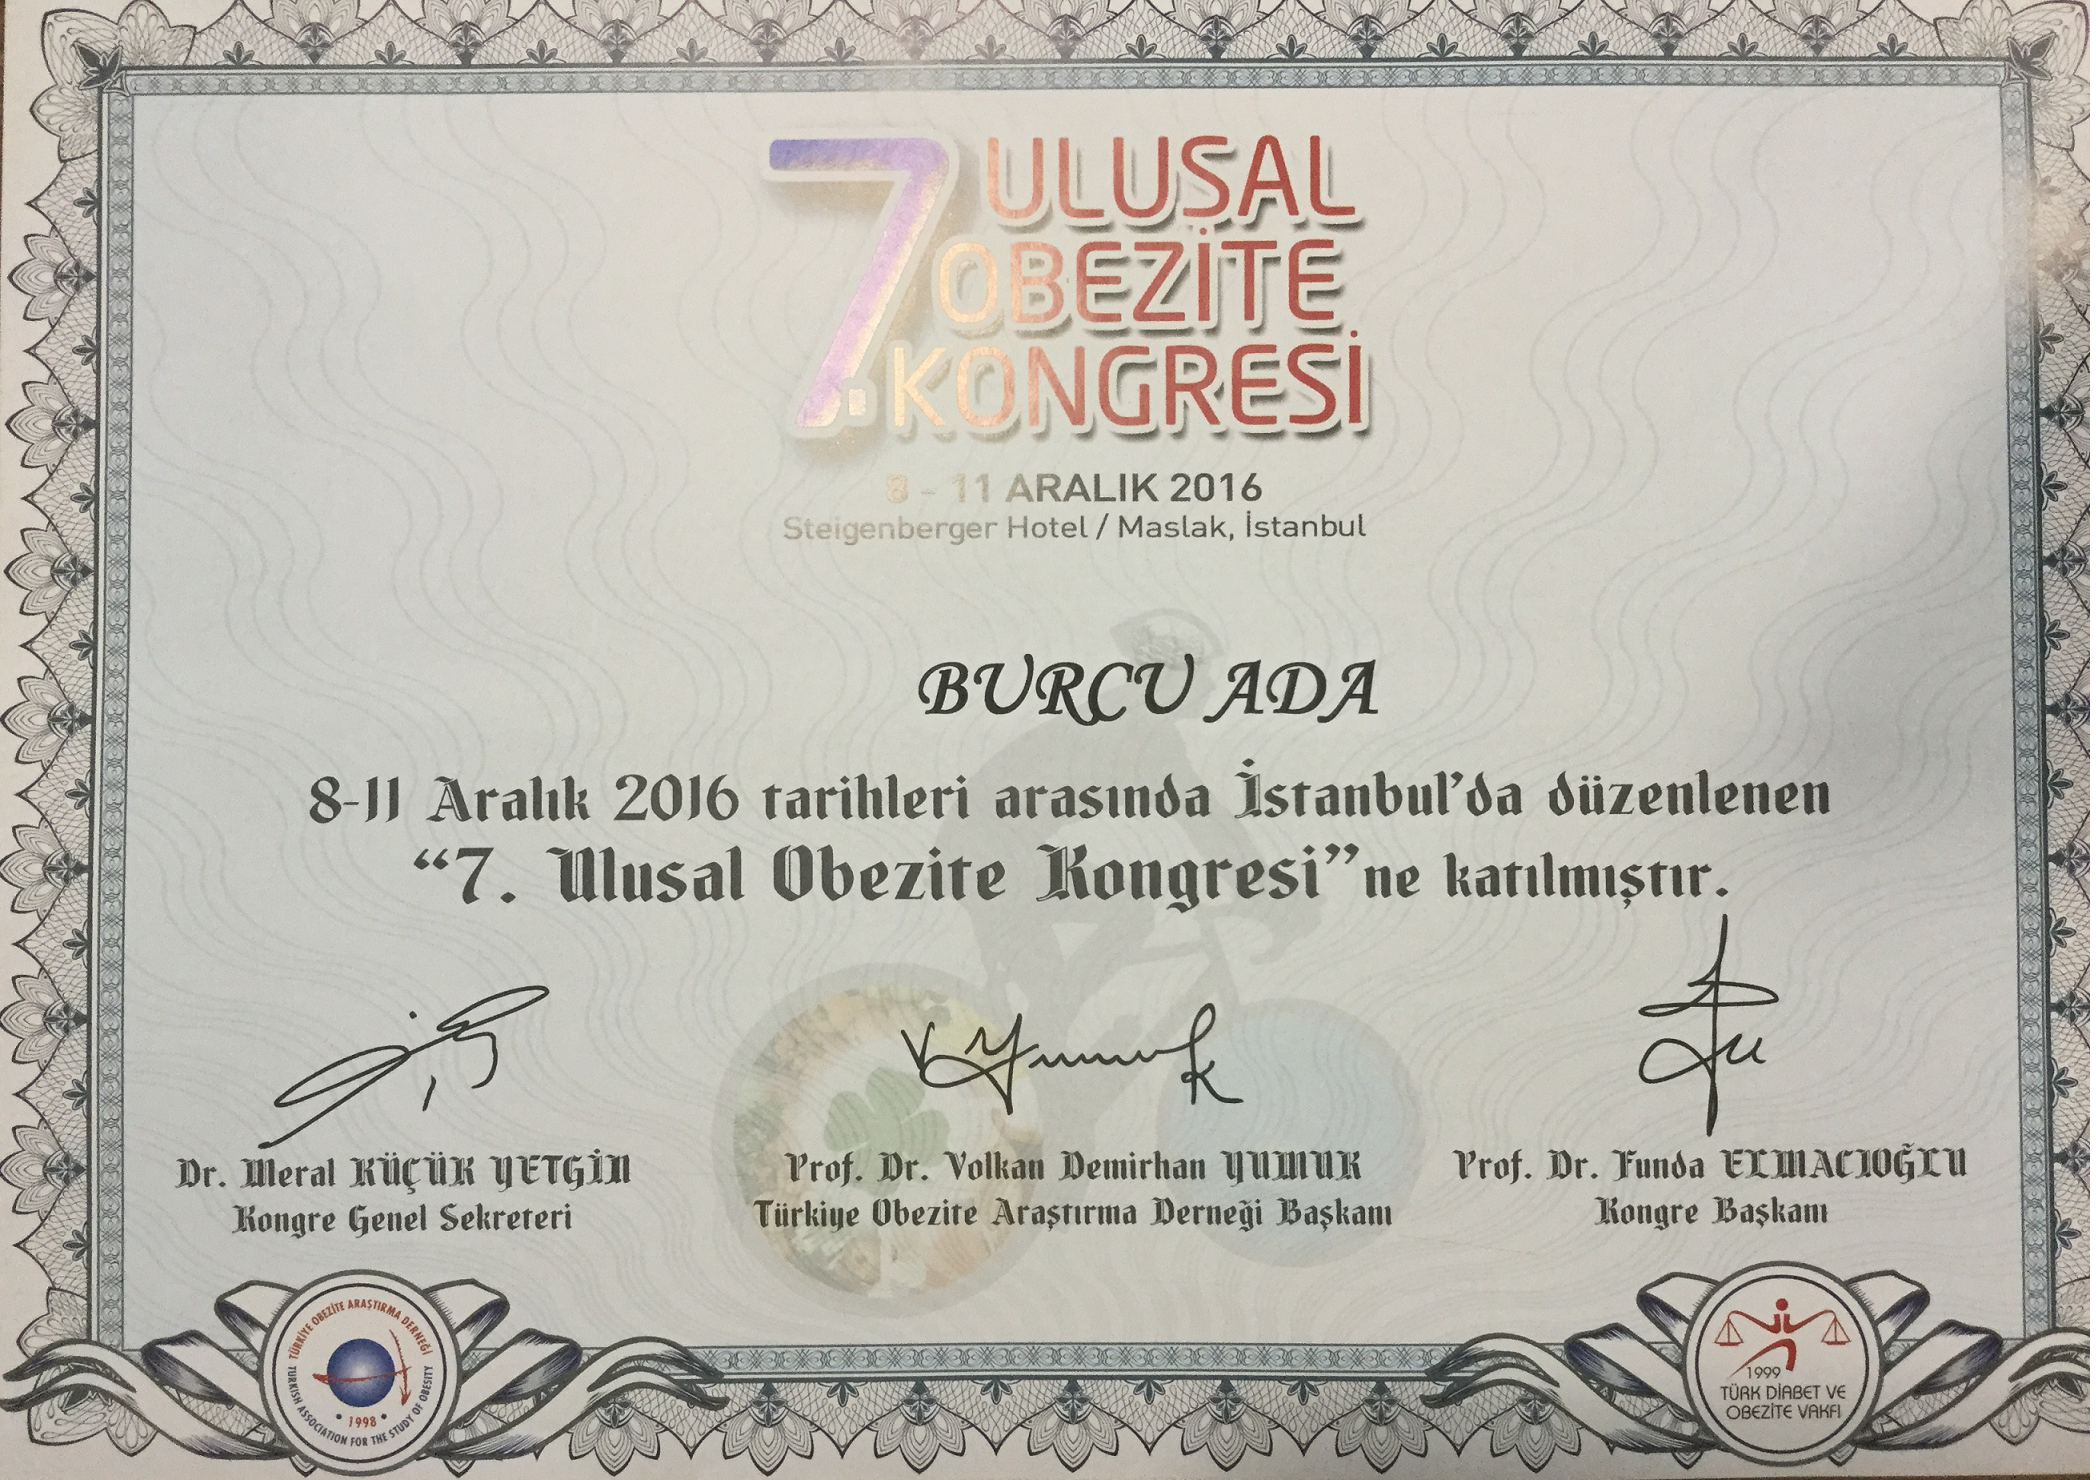 7. ULUSAL
OBEZİTE
KONGRESİ
8 - 11 ARALIK 2016
Steigenberger Hotel / Maslak, İstanbul
BURCU ADA
8-11 Aralık 2016 tarihleri arasında İstanbul'da düzenlenen
“7. Ulusal Obezite Kongresi”ne katılmıştır.
Dr. Meral KÜÇÜK YETGİN
Kongre Genel Sekreteri
Prof. Dr. Volkan Demirhan YUMUK
Türkiye Obezite Araştırma Derneği Başkanı
Prof. Dr. Funda ELMACIOĞLU
Kongre Başkanı
TÜRKİYE OBEZİTE ARAŞTIRMA DERNEĞİ
TURKISH ASSOCIATION FOR THE STUDY OF OBESITY
• 1998 •
1999
TÜRK DİABET VE
OBEZİTE VAKFI